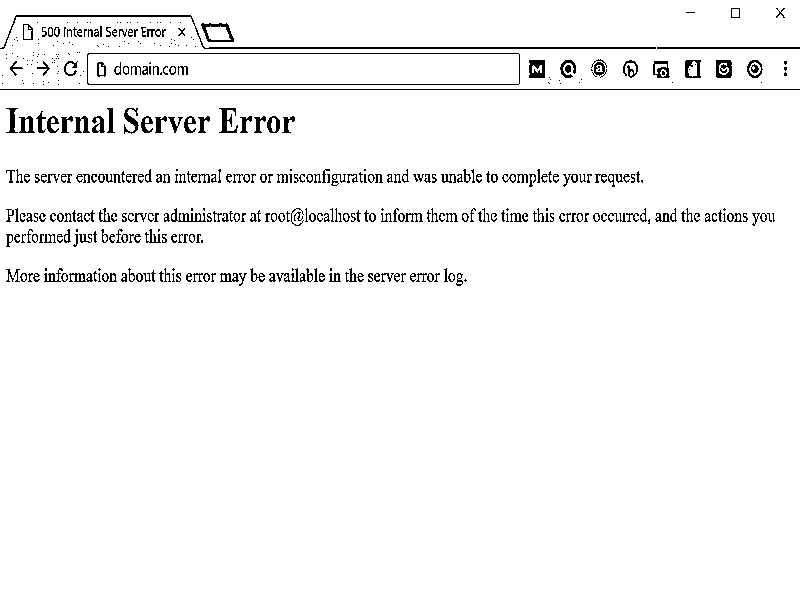 500 Internal Server Error
domain.com
Internal Server Error
The server encountered an internal error or misconfiguration and was unable to complete your request.
Please contact the server administrator at root@localhost to inform them of the time this error occurred, and the actions you
performed just before this error.
More information about this error may be available in the server error log.